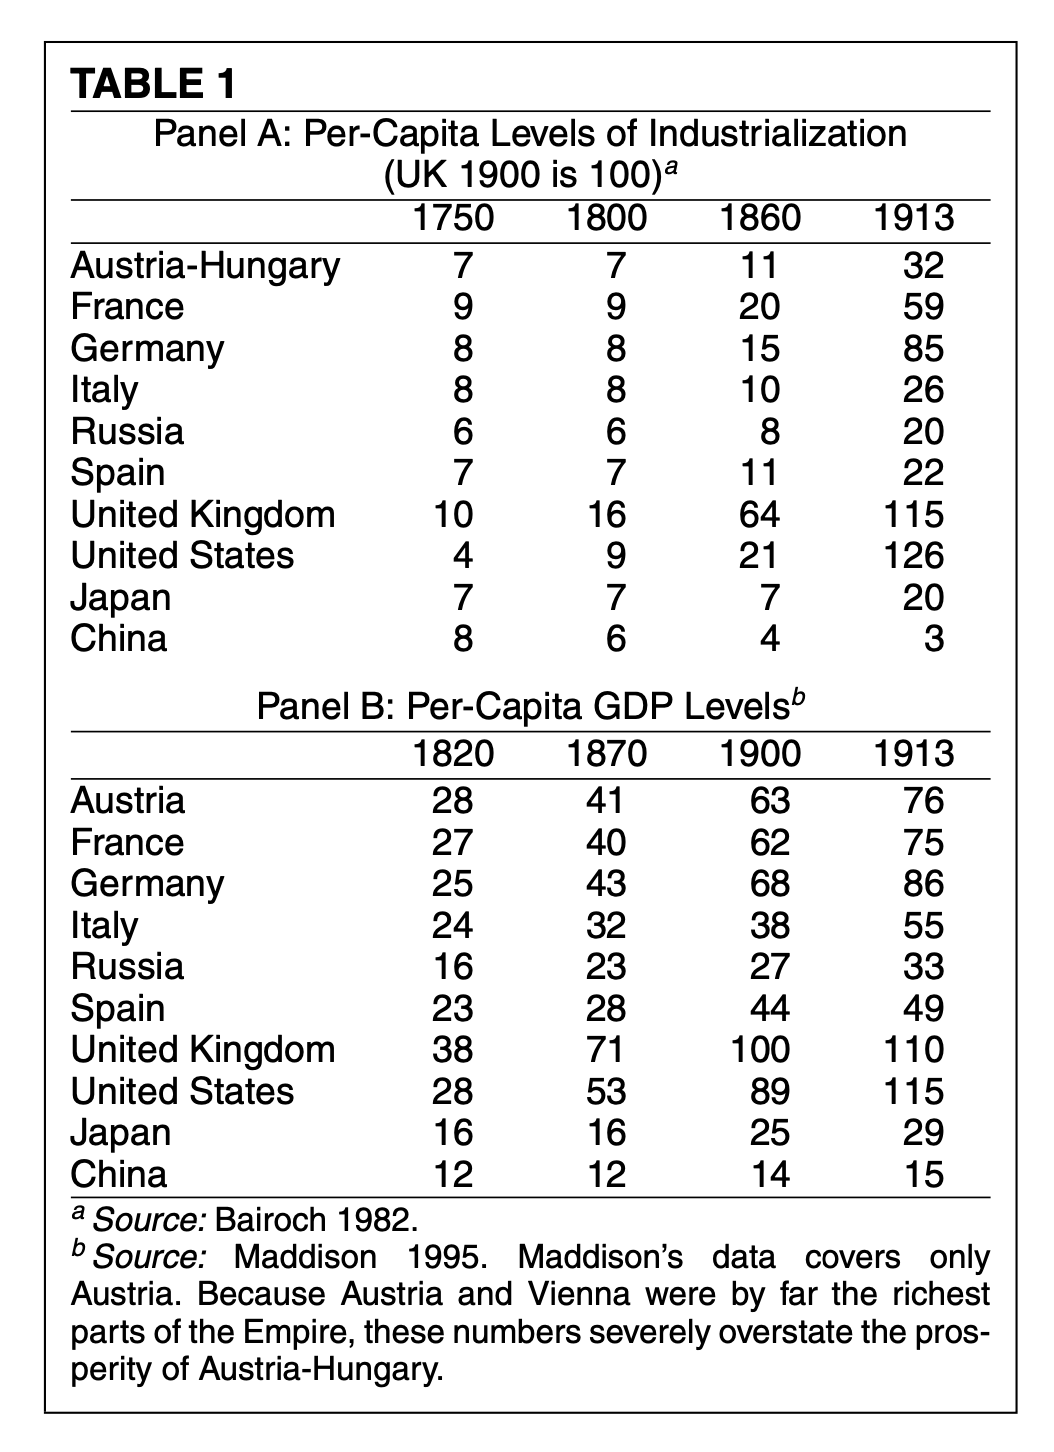 TABLE 1
Panel A: Per-Capita Levels of Industrialization
(UK 1900 is 100)a
1750 1800 1860 1913
Austria-Hungary 7 7 11 32
France 9 9 20 59
Germany 8 8 15 85
Italy 8 8 10 26
Russia 6 6 8 20
Spain 7 7 11 22
United Kingdom 10 16 64 115
United States 4 9 21 126
Japan 7 7 7 20
China 8 6 4 3
Panel B: Per-Capita GDP Levelsb
1820 1870 1900 1913
Austria 28 41 63 76
France 27 40 62 75
Germany 25 43 68 86
Italy 24 32 38 55
Russia 16 23 27 33
Spain 23 28 44 49
United Kingdom 38 71 100 110
United States 28 53 89 115
Japan 16 16 25 29
China 12 12 14 15
a Source: Bairoch 1982.
b Source: Maddison 1995. Maddison's data covers only
Austria. Because Austria and Vienna were by far the richest
parts of the Empire, these numbers severely overstate the pros-
perity of Austria-Hungary.